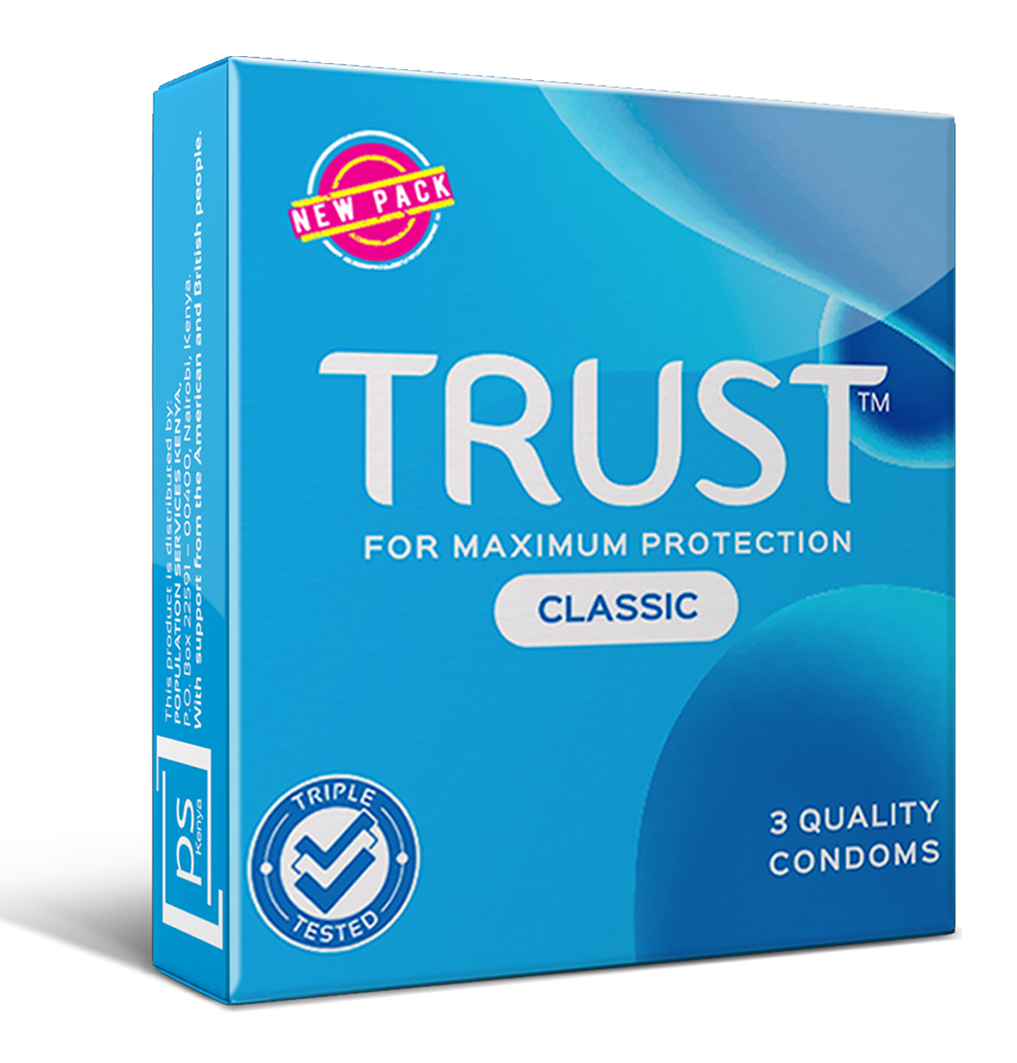 NEW PACK
TRUST™
FOR MAXIMUM PROTECTION
CLASSIC
3 QUALITY
CONDOMS
TRIPLE
TESTED
This product is distributed by:
POPULATION SERVICES KENYA,
P.O. Box 22591 – 00400, Nairobi, Kenya.
With support from the American and British people.
ps
Kenya